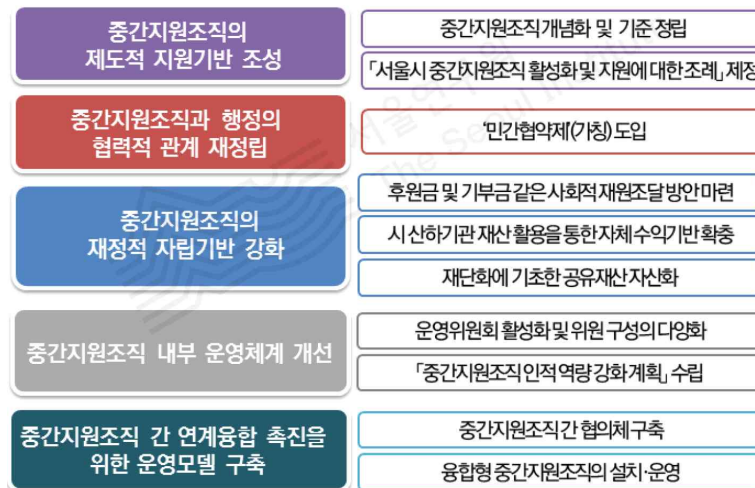 중간지원조직의
제도적 지원기반 조성
중간지원조직 개념화 및 기준 정립
「서울시 중간지원조직 활성화 및 지원에 대한 조례」 제정
중간지원조직과 행정의
협력적 관계 재정립
'민간협약제'(가칭) 도입
중간지원조직의
재정적 자립기반 강화
후원금 및 기부금 같은 사회적 재원조달 방안 마련
시 산하기관 재산 활용을 통한 자체 수익기반 확충
재단화에 기초한 공유재산 자산화
중간지원조직 내부 운영체계 개선
운영위원회 활성화 및 위원 구성의 다양화
「중간지원조직 인적 역량 강화 계획」 수립
중간지원조직 간 연계융합 촉진을
위한 운영모델 구축
중간지원조직 간 협의체 구축
융합형 중간지원조직의 설치·운영
서울연구원
The Seoul Institute